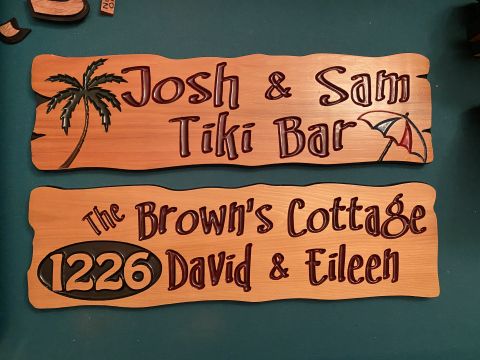 Josh & Sam
Tiki Bar
The Brown's Cottage
1226 David & Eileen